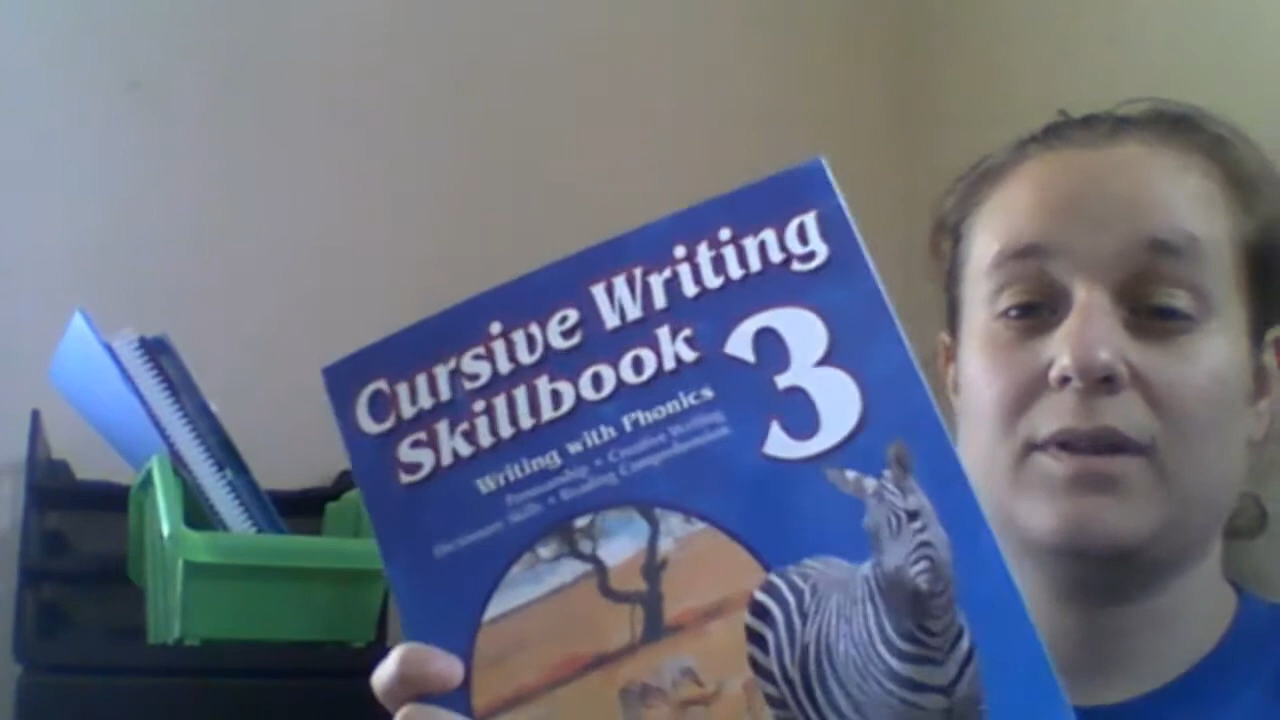 Cursive Writing
Skillbook 3
Writing with Phonics
Penmanship • Creative Writing
Dictionary Skills • Reading Comprehension